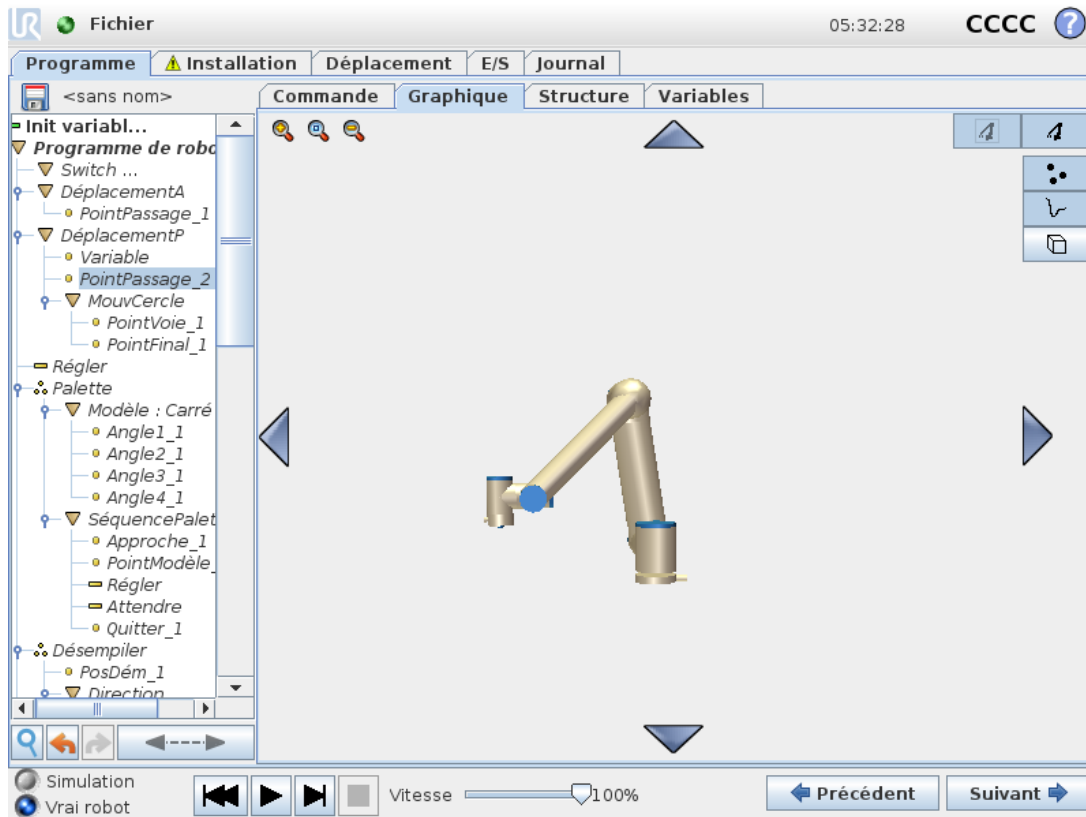 UR
Fichier
05:32:28
CCCC
?
Programme
Installation
Déplacement
E/S
Journal
<sans nom>
Commande
Graphique
Structure
Variables
Init variabl...
Programme de robo
Switch ...
DéplacementA
PointPassage_1
DéplacementP
Variable
PointPassage_2
MouvCercle
PointVoie_1
PointFinal_1
Régler
Palette
Modèle : Carré
Angle1_1
Angle2_1
Angle3_1
Angle4_1
SéquencePalet
Approche_1
PointModèle_
Régler
Attendre
Quitter_1
Désempiler
PosDém_1
Direction
Simulation
Vrai robot
Vitesse
100%
Précédent
Suivant